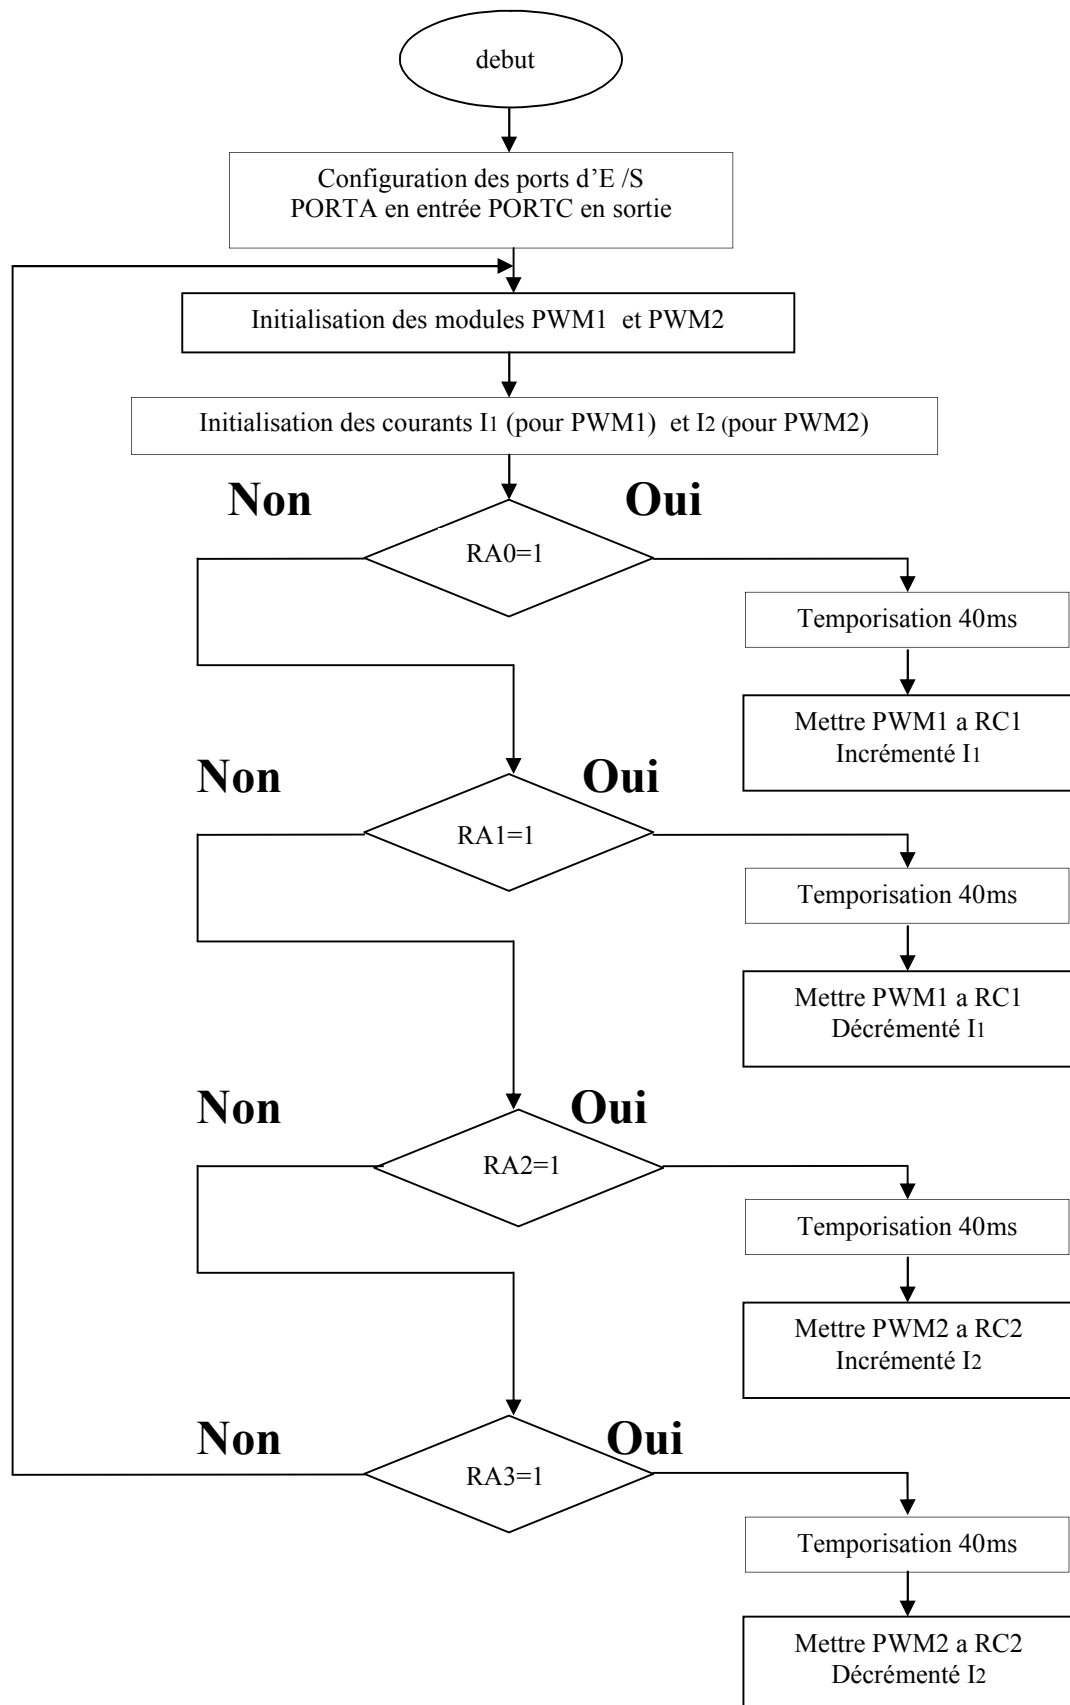 debut
Configuration des ports d’E /S
PORTA en entrée PORTC en sortie
Initialisation des modules PWM1  et PWM2
Initialisation des courants I1 (pour PWM1)  et I2 (pour PWM2)
Non
Oui
RA0=1
Temporisation 40ms
Mettre PWM1 a RC1
Incrémenté I1
Non
Oui
RA1=1
Temporisation 40ms
Mettre PWM1 a RC1
Décrémenté I1
Non
Oui
RA2=1
Temporisation 40ms
Mettre PWM2 a RC2
Incrémenté I2
Non
Oui
RA3=1
Temporisation 40ms
Mettre PWM2 a RC2
Décrémenté I2